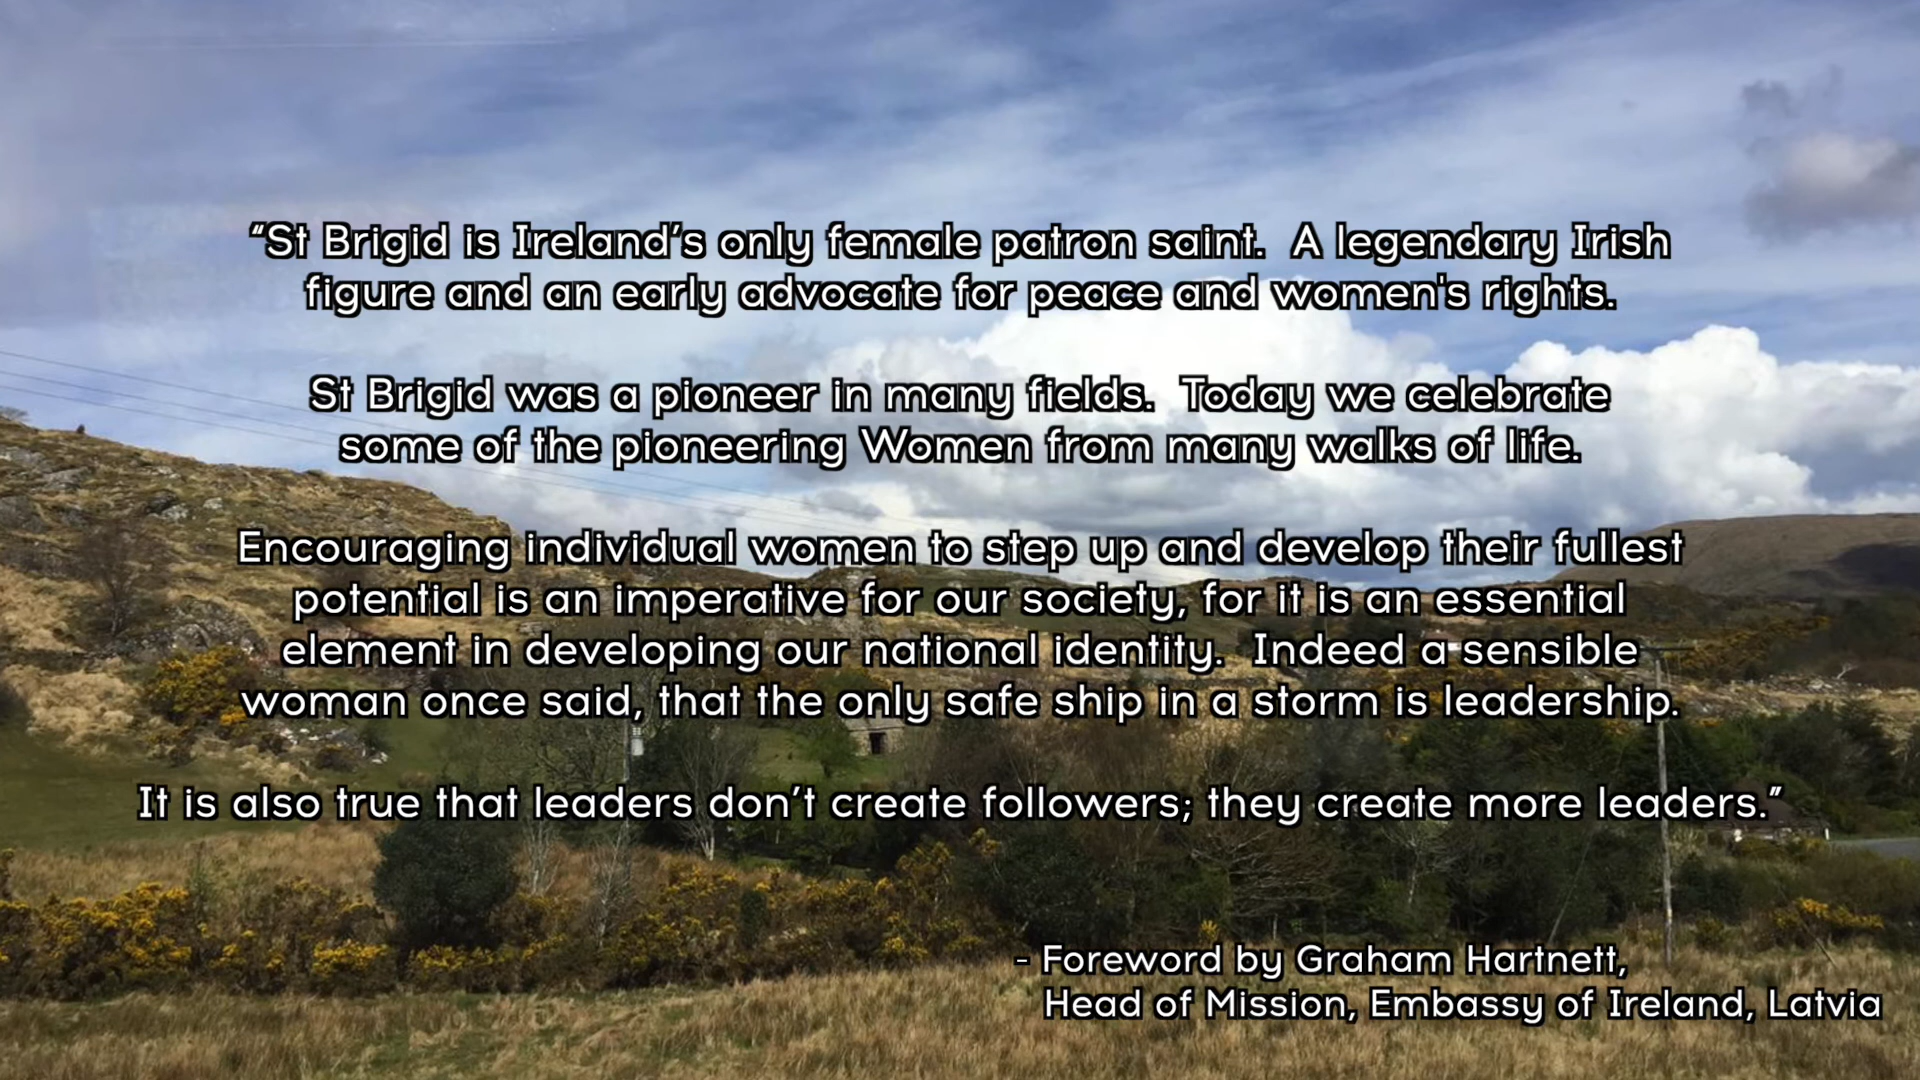 “St Brigid is Ireland’s only female patron saint.  A legendary Irish
figure and an early advocate for peace and women's rights.
St Brigid was a pioneer in many fields.  Today we celebrate
some of the pioneering Women from many walks of life.
Encouraging individual women to step up and develop their fullest
potential is an imperative for our society, for it is an essential
element in developing our national identity.  Indeed a sensible
woman once said, that the only safe ship in a storm is leadership.
It is also true that leaders don’t create followers; they create more leaders.”
- Foreword by Graham Hartnett,
Head of Mission, Embassy of Ireland, Latvia